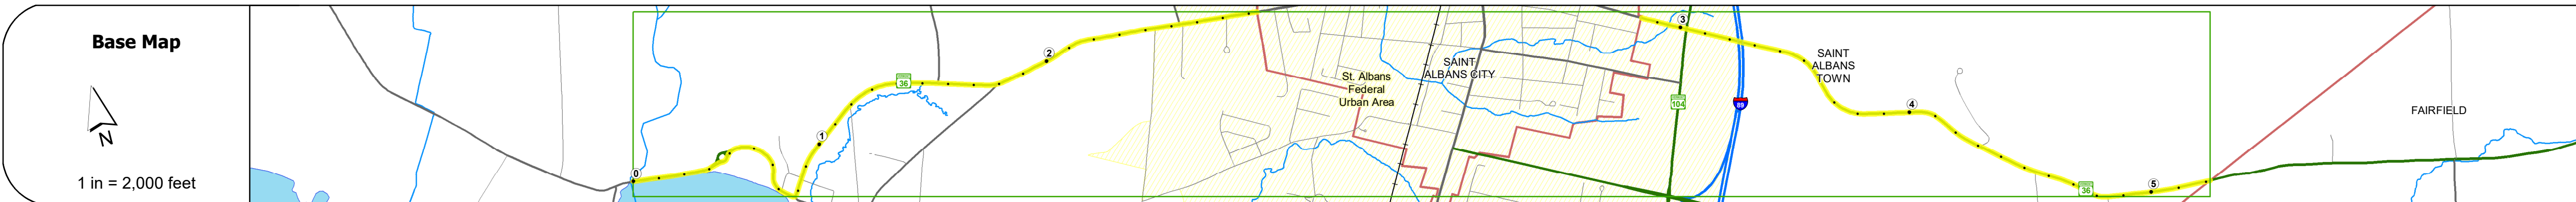 Base Map
N
1 in = 2,000 feet
0
1
36
2
St. Albans
Federal
Urban Area
SAINT
ALBANS CITY
3
104
89
SAINT
ALBANS
TOWN
4
36
5
FAIRFIELD